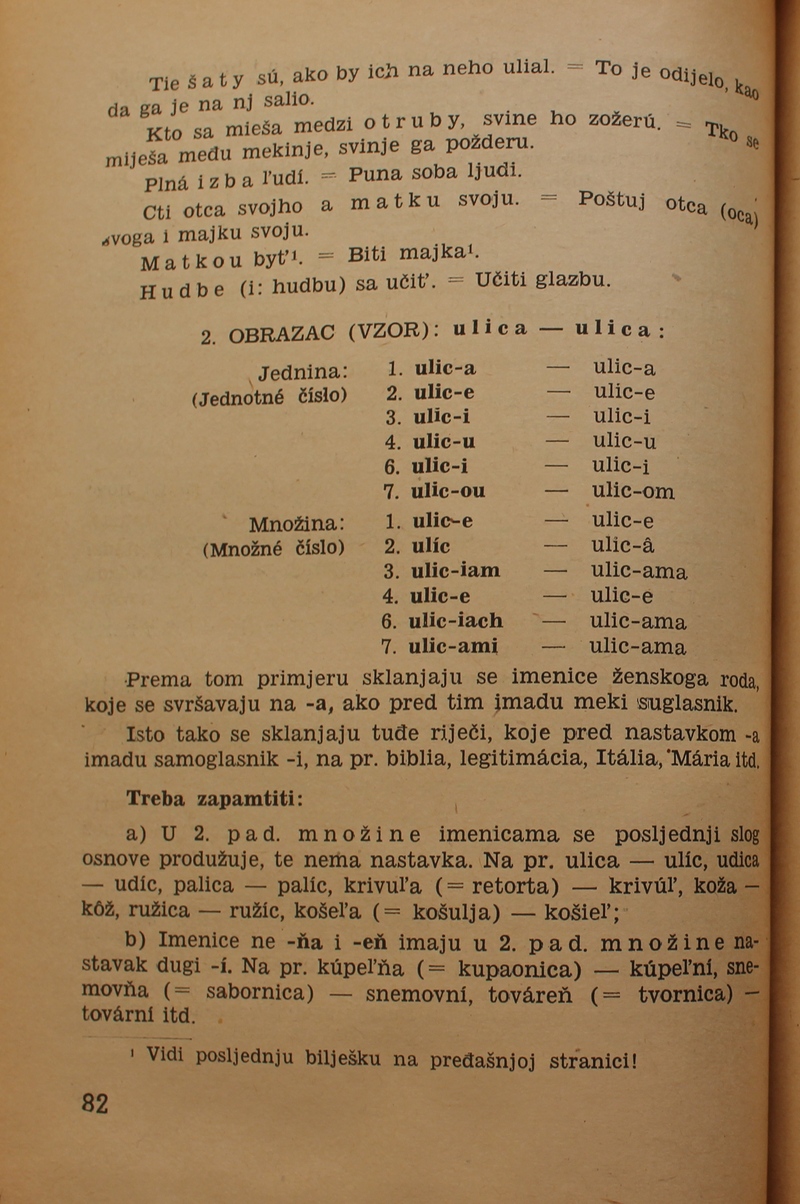 Tie šaty sú, ako by ich na neho ulial. = To je odijelo, kao
da ga je na nj salio.
Kto sa mieša medzi otruby, svine ho zožerú. = Tko se
miješa među mekinje, svinje ga požderu.
Plná izba ľudí. = Puna soba ljudi.
Cti otca svojho a matku svoju. = Poštuj otca (oca)
svoga i majku svoju.
Matkou byť¹. = Biti majka¹.
Hudbe (i: hudbu) sa učiť. = Učiti glazbu.
2. OBRAZAC (VZOR): ulica — ulica:
Jednina: 1. ulic-a — ulic-a
(Jednotné číslo) 2. ulic-e — ulic-e
3. ulic-i — ulic-i
4. ulic-u — ulic-u
6. ulic-i — ulic-i
7. ulic-ou — ulic-om
Množina: 1. ulic-e — ulic-e
(Množné číslo) 2. ulíc — ulic-â
3. ulic-iam — ulic-ama
4. ulic-e — ulic-e
6. ulic-iach — ulic-ama
7. ulic-ami — ulic-ama
Prema tom primjeru sklanjaju se imenice ženskoga roda,
koje se svršavaju na -a, ako pred tim imadu meki suglasnik.
Isto tako se sklanjaju tuđe riječi, koje pred nastavkom -a
imadu samoglasnik -i, na pr. biblia, legitimácia, Itália, Mária itd.
Treba zapamtiti:
a) U 2. pad. množine imenicama se posljednji slog
osnove produžuje, te nema nastavka. Na pr. ulica — ulíc, udica
— udíc, palica — palíc, krivuľa (= retorta) — krivúľ, koža —
kôž, ružica — ružíc, košeľa (= košulja) — košieľ;
b) Imenice ne -ňa i -eň imaju u 2. pad. množine na-
stavak dugi -í. Na pr. kúpeľňa (= kupaonica) — kúpeľní, sne-
movňa (= sabornica) — snemovní, továreň (= tvornica) —
továrni itd.
¹ Vidi posljednju bilješku na pređašnjoj stranici!
82